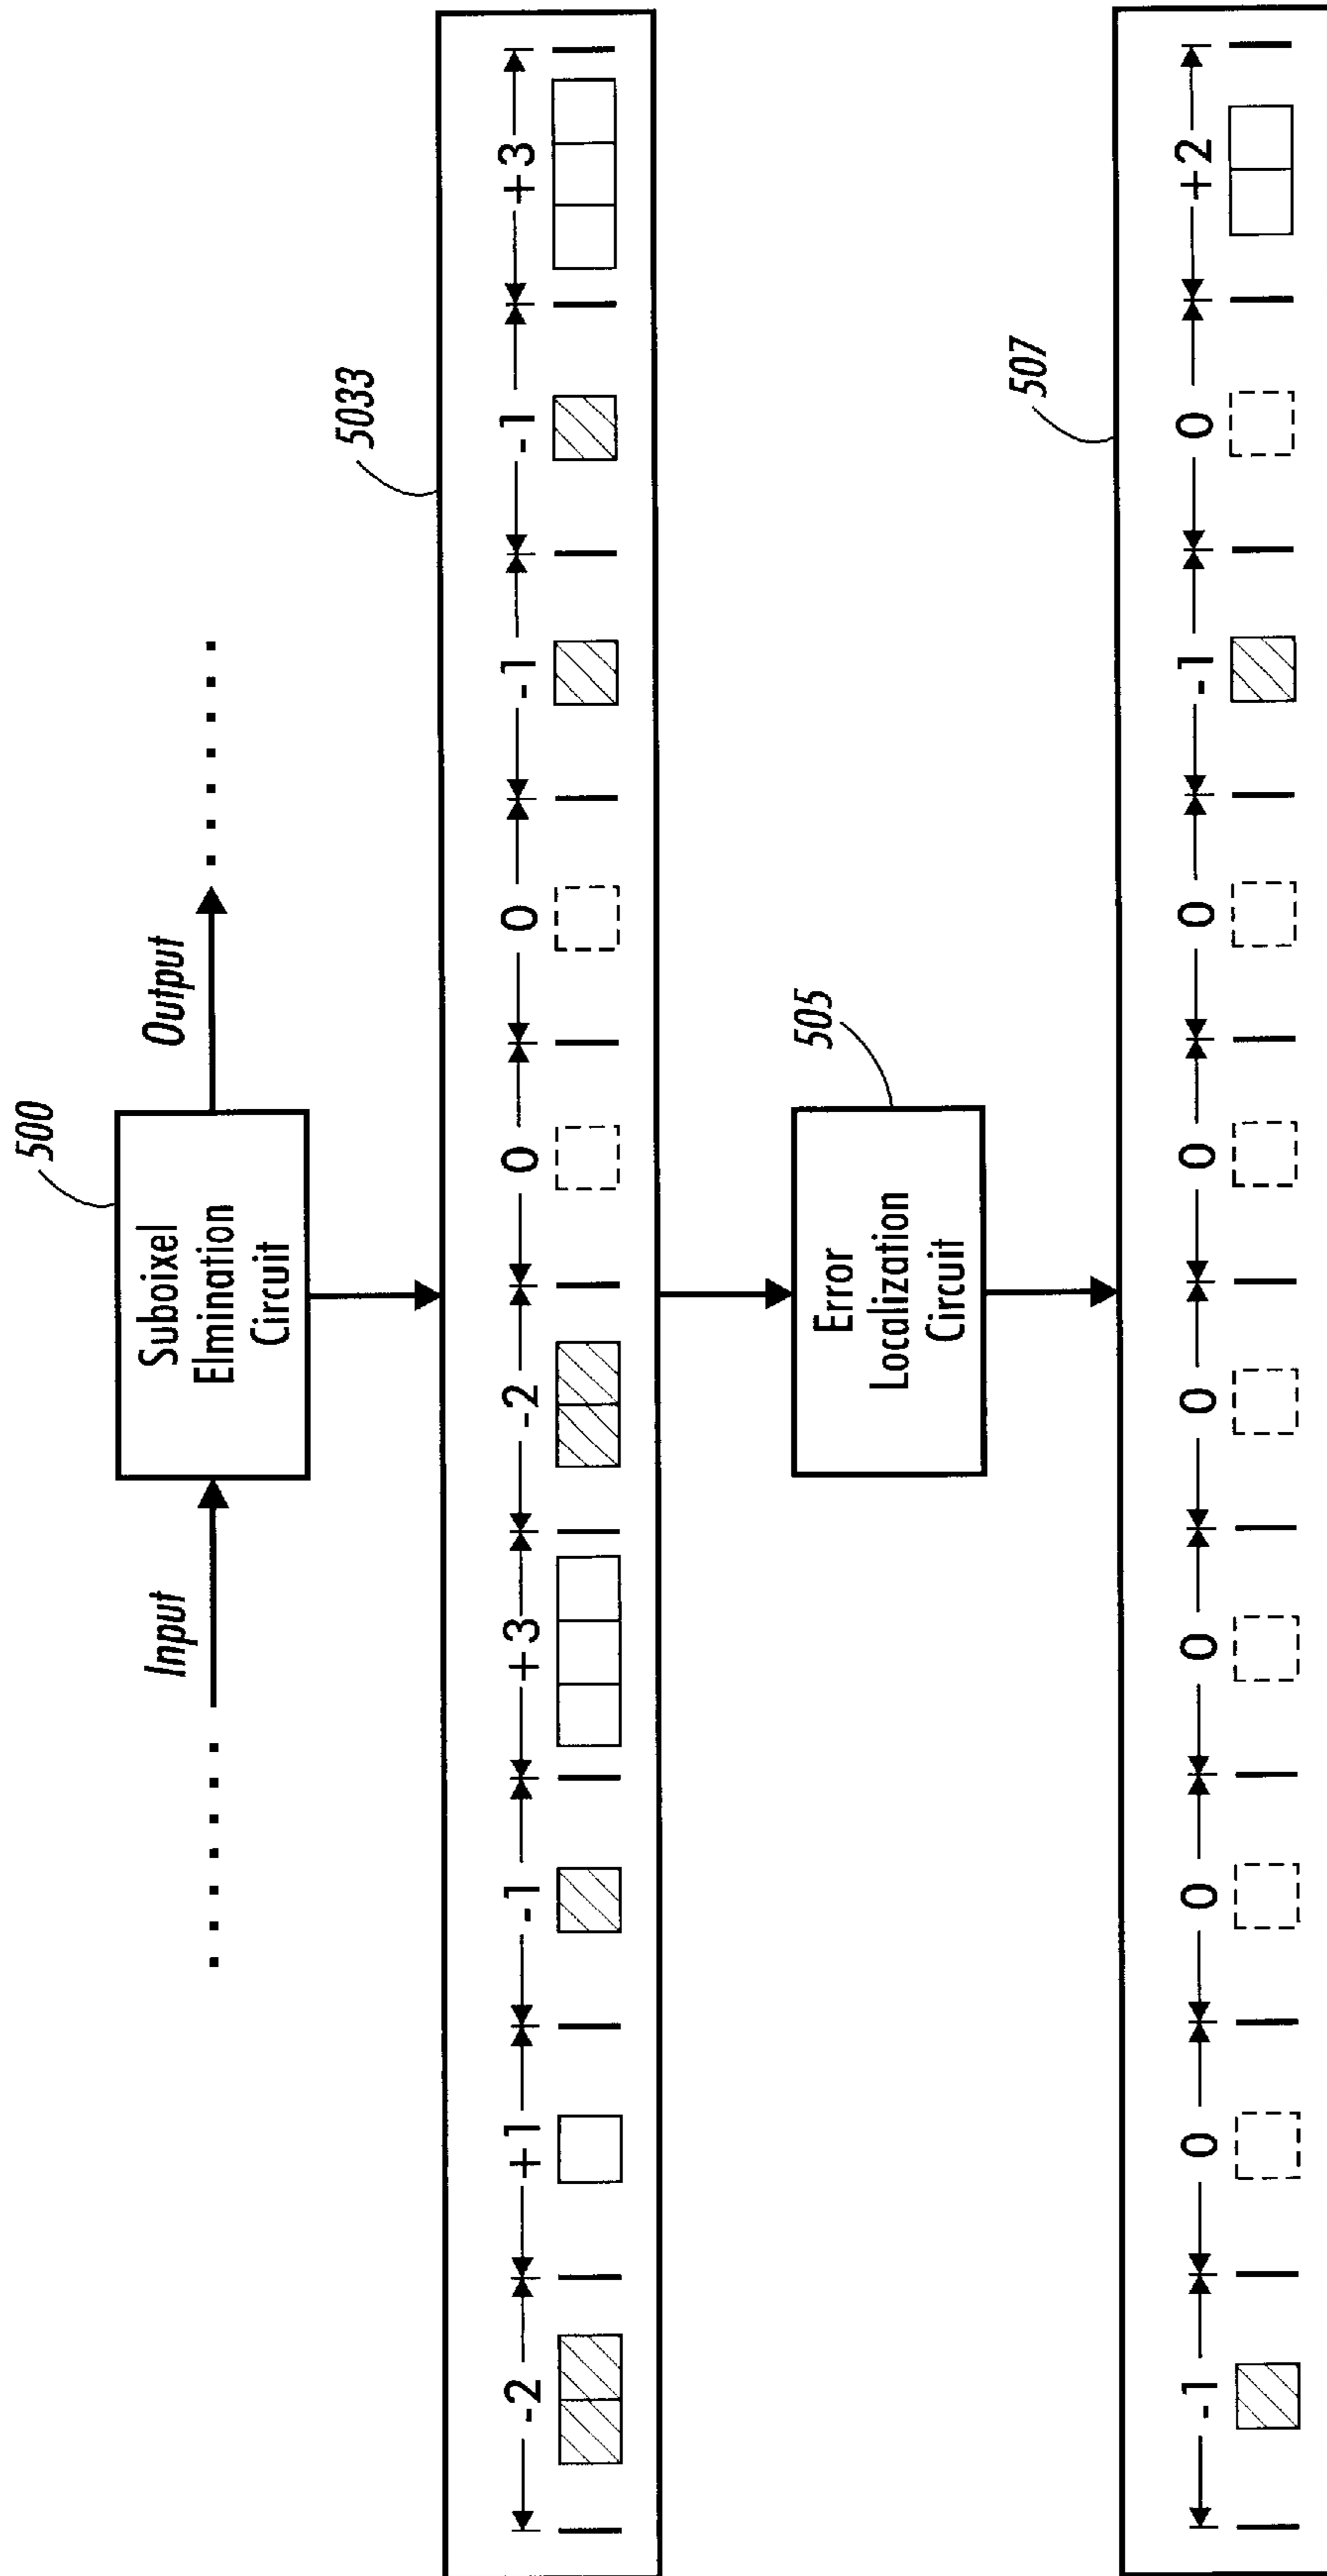 500
Input
Suboixel
Elmination
Circuit
Output
5033
-2 +1 -1 +3 -2 0 0 -1 -1 +3
505
Error
Localization
Circuit
507
-1 0 0 0 0 0 0 -1 0 +2